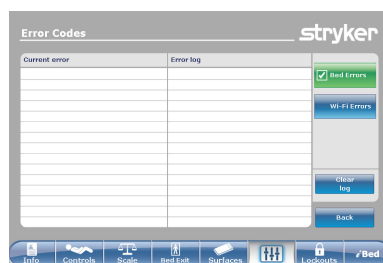 Error Codes
stryker
Current error
Error log
Bed Errors
Wi-Fi Errors
Clear
log
Back
Info
Controls
Scale
Bed Exit
Surfaces
Lockouts
iBed